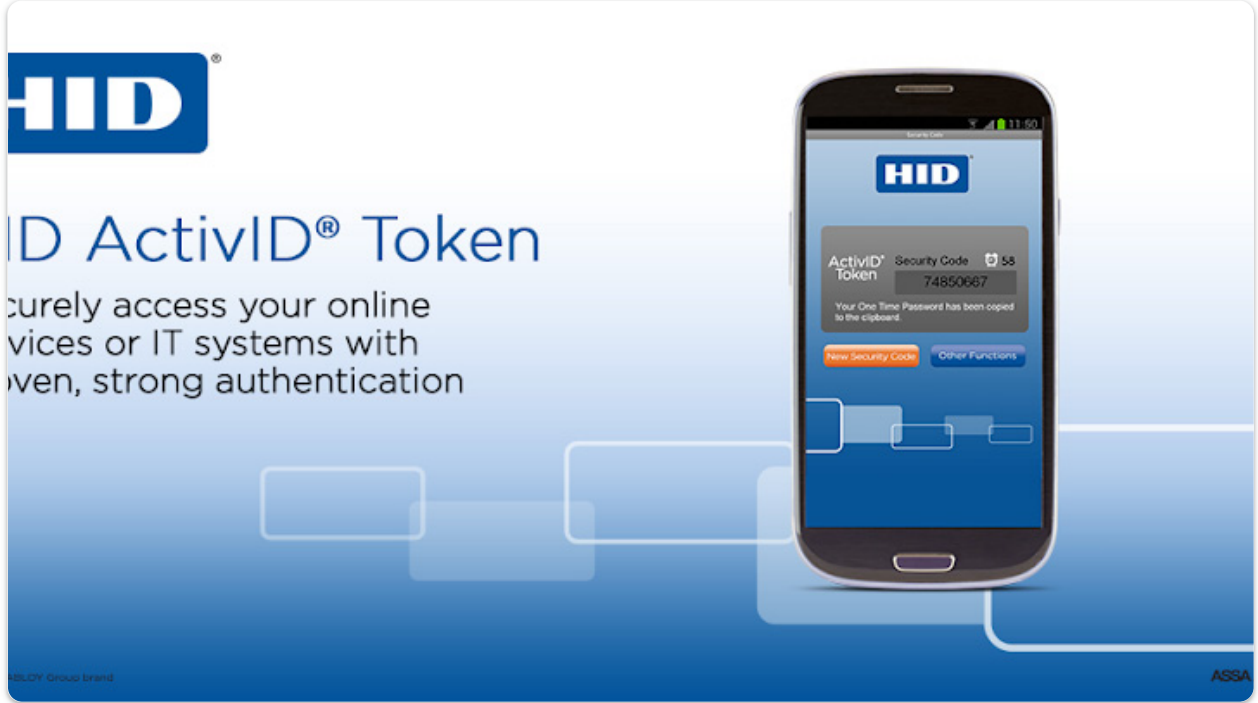 HID®
ID ActivID® Token
curely access your online
vices or IT systems with
oven, strong authentication
11:50
Security Code
HID
ActivID® Token
Security Code 58
74850667
Your One Time Password has been copied
to the clipboard.
New Security Code
Other Functions
ABLOY Group brand
ASSA